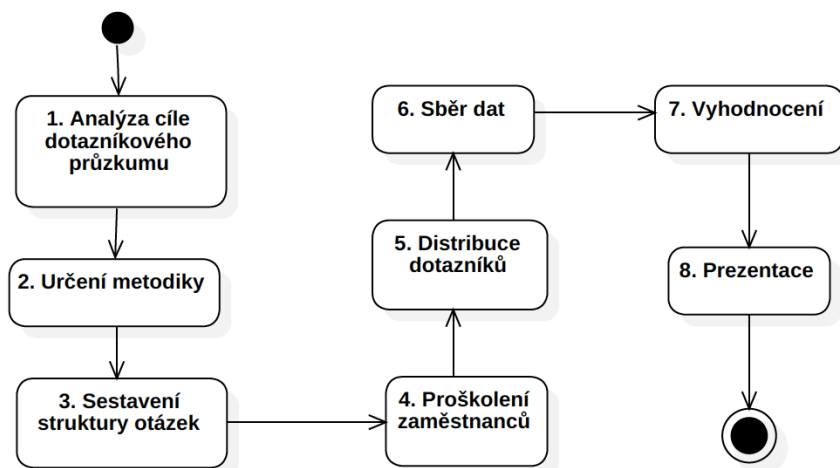 1. Analýza cíle
dotazníkového
průzkumu
2. Určení metodiky
3. Sestavení
struktury otázek
4. Proškolení
zaměstnanců
5. Distribuce
dotazníků
6. Sběr dat
7. Vyhodnocení
8. Prezentace